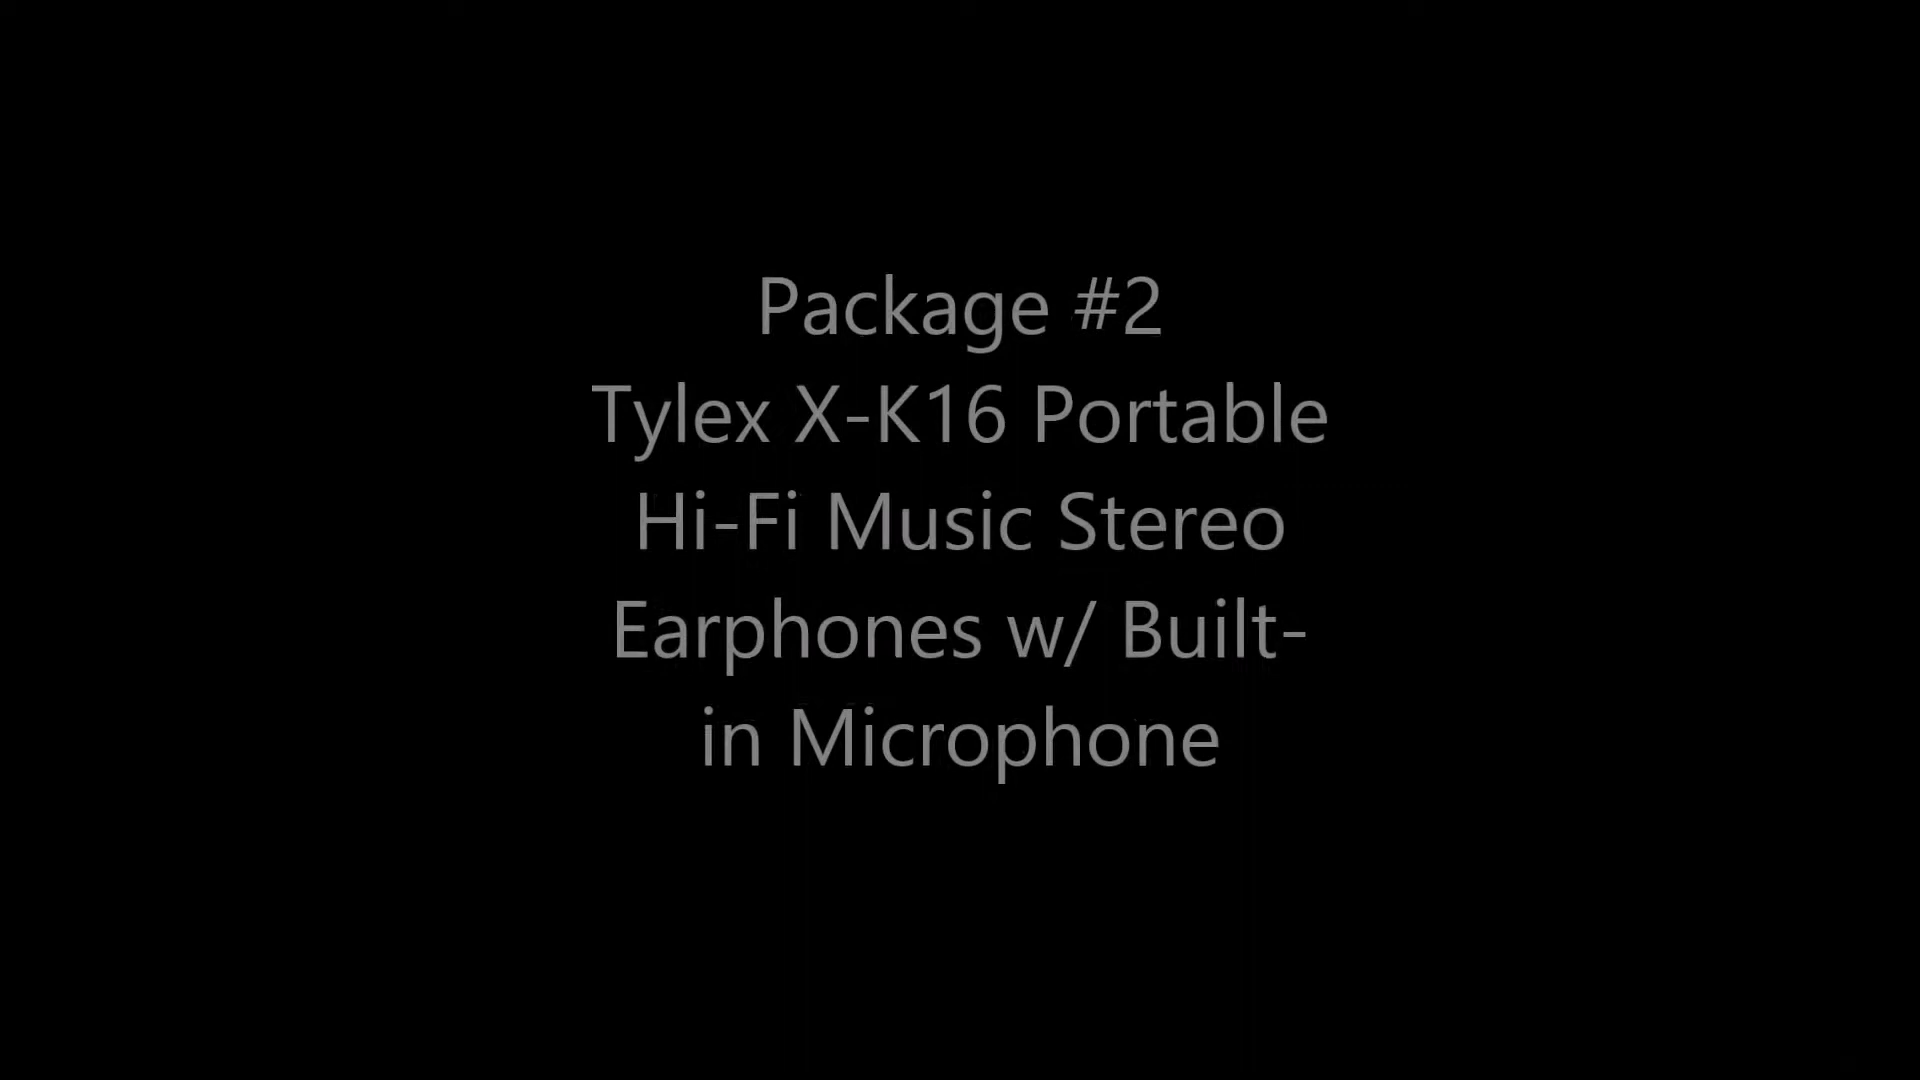 Package #2
Tylex X-K16 Portable
Hi-Fi Music Stereo
Earphones w/ Built-
in Microphone